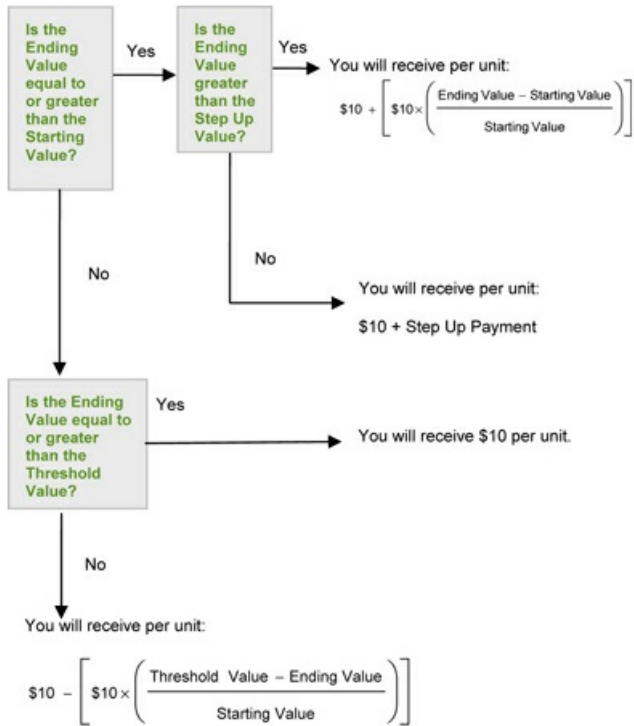 Is the
Ending
Value
equal to
or greater
than the
Starting
Value?
Yes
Is the
Ending
Value
greater
than the
Step Up
Value?
Yes
You will receive per unit:
$10 + [ $10× ( Ending Value – Starting Value
Starting Value ) ]
No
You will receive per unit:
$10 + Step Up Payment
No
Is the Ending
Value equal to
or greater
than the
Threshold
Value?
Yes
You will receive $10 per unit.
No
You will receive per unit:
$10 – [ $10× ( Threshold Value – Ending Value
Starting Value ) ]